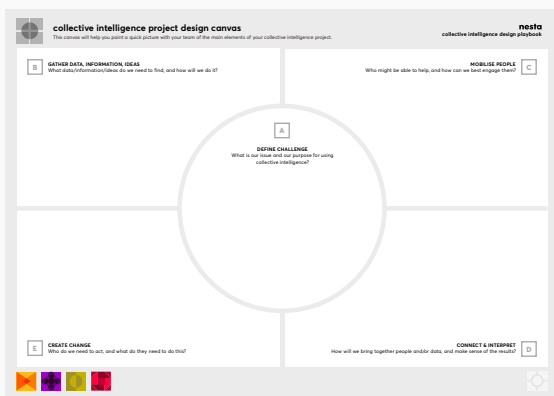 collective intelligence project design canvas
This canvas will help you paint a quick picture with your team of the main elements of your collective intelligence project.
nesta
collective intelligence design playbook
B
GATHER DATA, INFORMATION, IDEAS
What data/information/ideas do we need to find, and how will we do it?
MOBILISE PEOPLE
Who might be able to help, and how can we best engage them?
C
A
DEFINE CHALLENGE
What is our issue and our purpose for using
collective intelligence?
E
CREATE CHANGE
Who do we need to act, and what do they need to do this?
CONNECT & INTERPRET
How will we bring together people and/or data, and make sense of the results?
D